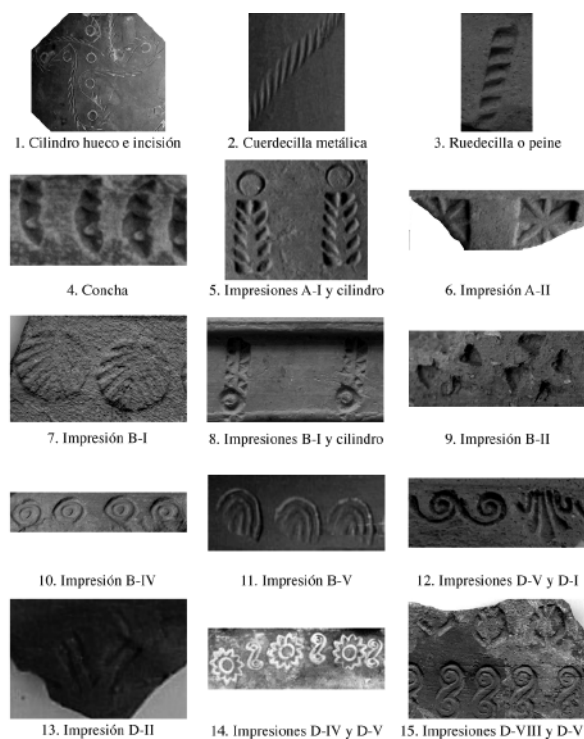 1. Cilindro hueco e incisión
2. Cuerdecilla metálica
3. Ruedecilla o peine
4. Concha
5. Impresiones A-I y cilindro
6. Impresión A-II
7. Impresión B-I
8. Impresiones B-I y cilindro
9. Impresión B-II
10. Impresión B-IV
11. Impresión B-V
12. Impresiones D-V y D-I
13. Impresión D-II
14. Impresiones D-IV y D-V
15. Impresiones D-VIII y D-V